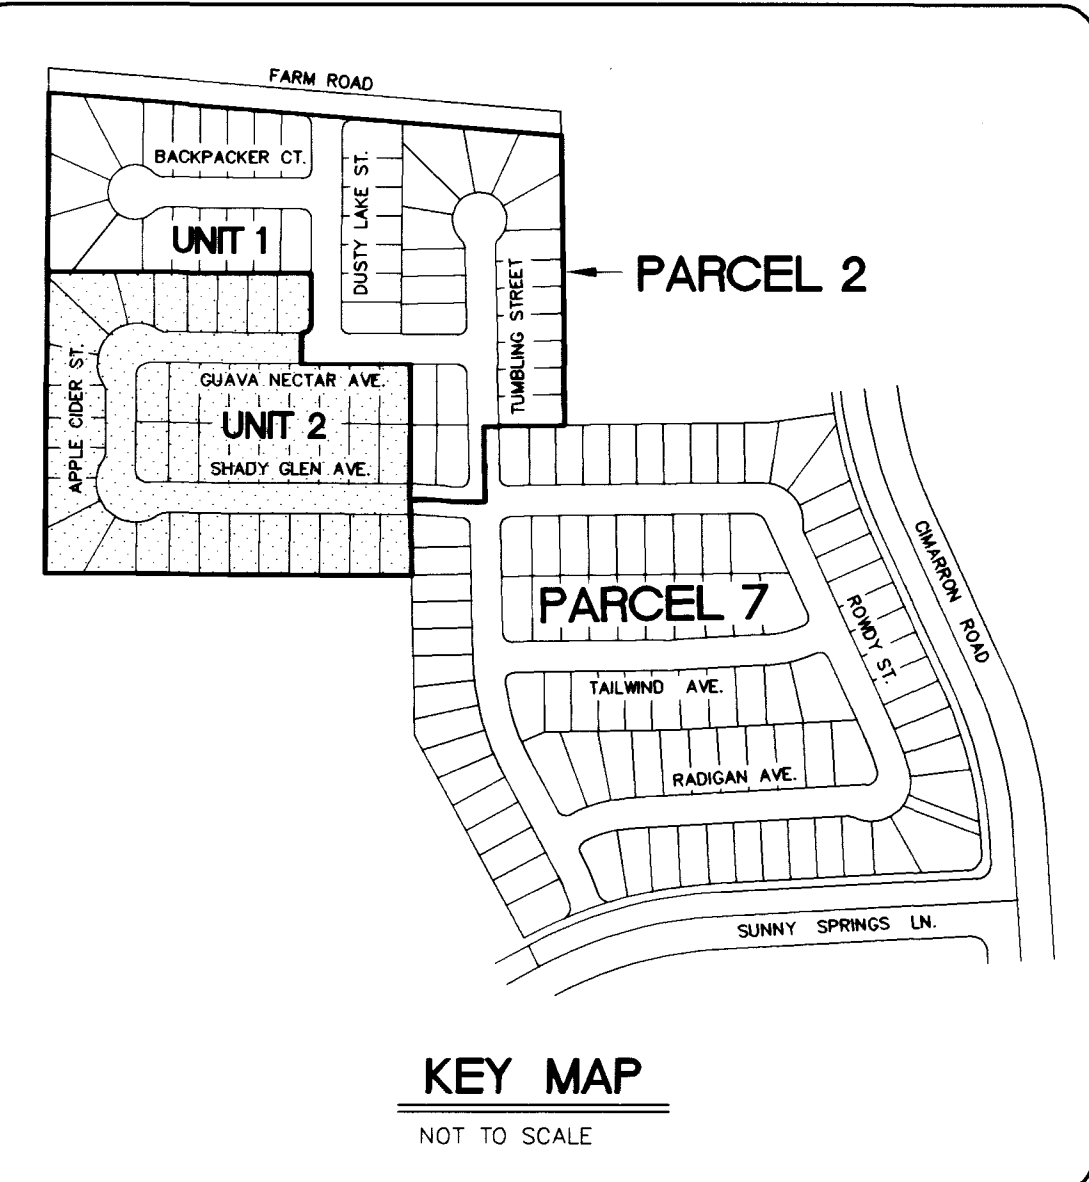 FARM ROAD
BACKPACKER CT.
DUSTY LAKE ST.
UNIT 1
TUMBLING STREET
PARCEL 2
APPLE CIDER ST.
GUAVA NECTAR AVE.
UNIT 2
SHADY GLEN AVE.
CIMARRON ROAD
PARCEL 7
ROWDY ST.
TAILWIND AVE.
RADIGAN AVE.
SUNNY SPRINGS LN.
KEY MAP
NOT TO SCALE